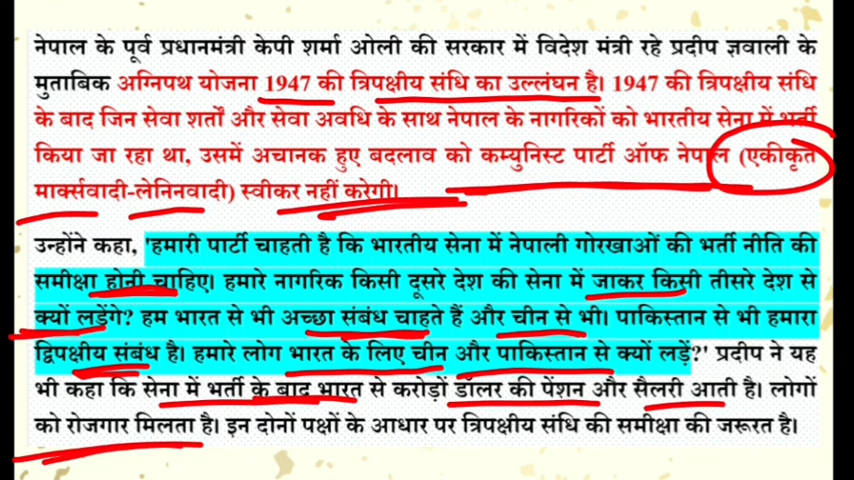 नेपाल के पूर्व प्रधानमंत्री केपी शर्मा ओली की सरकार में विदेश मंत्री रहे प्रदीप ज्ञवाली के
मुताबिक अग्निपथ योजना 1947 की त्रिपक्षीय संधि का उल्लंघन है। 1947 की त्रिपक्षीय संधि
के बाद जिन सेवा शर्तों और सेवा अवधि के साथ नेपाल के नागरिकों को भारतीय सेना में भर्ती
किया जा रहा था, उसमें अचानक हुए बदलाव को कम्युनिस्ट पार्टी ऑफ नेपाल (एकीकृत
मार्क्सवादी-लेनिनवादी) स्वीकर नहीं करेगी।
उन्होंने कहा, 'हमारी पार्टी चाहती है कि भारतीय सेना में नेपाली गोरखाओं की भर्ती नीति की
समीक्षा होनी चाहिए। हमारे नागरिक किसी दूसरे देश की सेना में जाकर किसी तीसरे देश से
क्यों लड़ेंगे? हम भारत से भी अच्छा संबंध चाहते हैं और चीन से भी। पाकिस्तान से भी हमारा
द्विपक्षीय संबंध है। हमारे लोग भारत के लिए चीन और पाकिस्तान से क्यों लड़ें?' प्रदीप ने यह
भी कहा कि सेना में भर्ती के बाद भारत से करोड़ों डॉलर की पेंशन और सैलरी आती है। लोगों
को रोजगार मिलता है। इन दोनों पक्षों के आधार पर त्रिपक्षीय संधि की समीक्षा की जरूरत है।